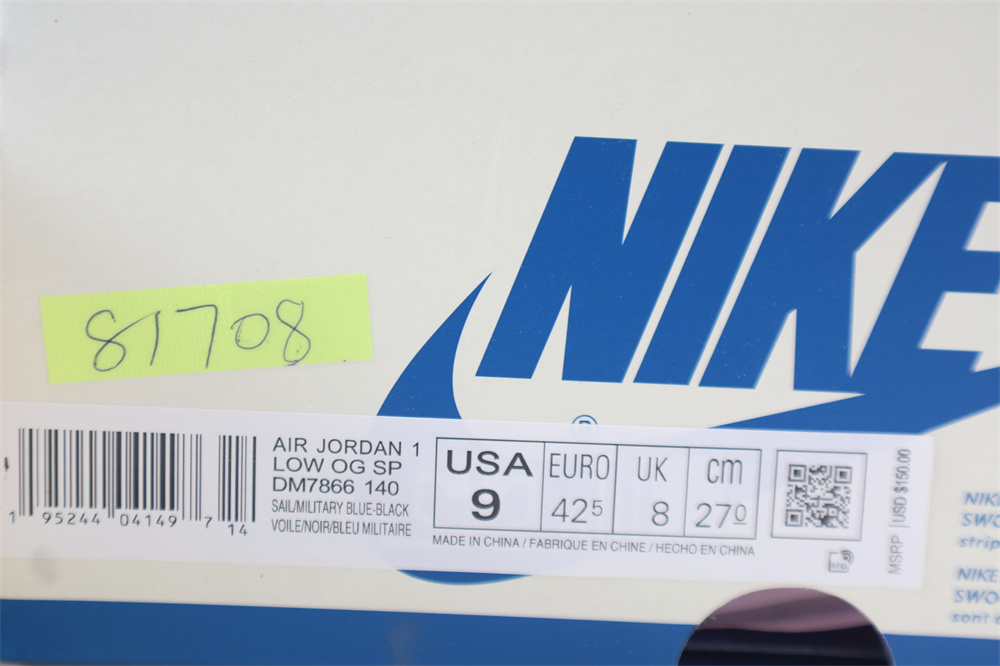 NIKE
81708
®
AIR JORDAN 1
LOW OG SP
DM7866 140
SAIL/MILITARY BLUE-BLACK
VOILE/NOIR/BLEU MILITAIRE
1 95244 04149 7 14
USA 9
EURO 42 5
UK 8
cm 27 0
MADE IN CHINA / FABRIQUE EN CHINE / HECHO EN CHINA
MSRP USD $150.00
NIKE
SWO
strip
NIKE
SWO
sont